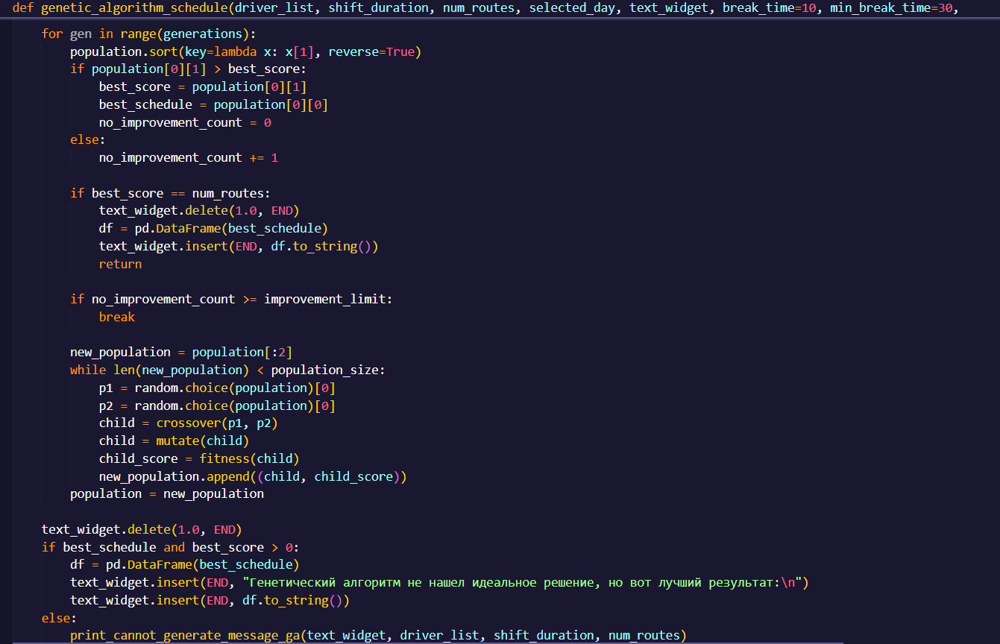 def genetic_algorithm_schedule(driver_list, shift_duration, num_routes, selected_day, text_widget, break_time=10, min_break_time=30,
    for gen in range(generations):
        population.sort(key=lambda x: x[1], reverse=True)
        if population[0][1] > best_score:
            best_score = population[0][1]
            best_schedule = population[0][0]
            no_improvement_count = 0
        else:
            no_improvement_count += 1

        if best_score == num_routes:
            text_widget.delete(1.0, END)
            df = pd.DataFrame(best_schedule)
            text_widget.insert(END, df.to_string())
            return

        if no_improvement_count >= improvement_limit:
            break

        new_population = population[:2]
        while len(new_population) < population_size:
            p1 = random.choice(population)[0]
            p2 = random.choice(population)[0]
            child = crossover(p1, p2)
            child = mutate(child)
            child_score = fitness(child)
            new_population.append((child, child_score))
        population = new_population

    text_widget.delete(1.0, END)
    if best_schedule and best_score > 0:
        df = pd.DataFrame(best_schedule)
        text_widget.insert(END, "Генетический алгоритм не нашел идеальное решение, но вот лучший результат:\n")
        text_widget.insert(END, df.to_string())
    else:
        print_cannot_generate_message_ga(text_widget, driver_list, shift_duration, num_routes)